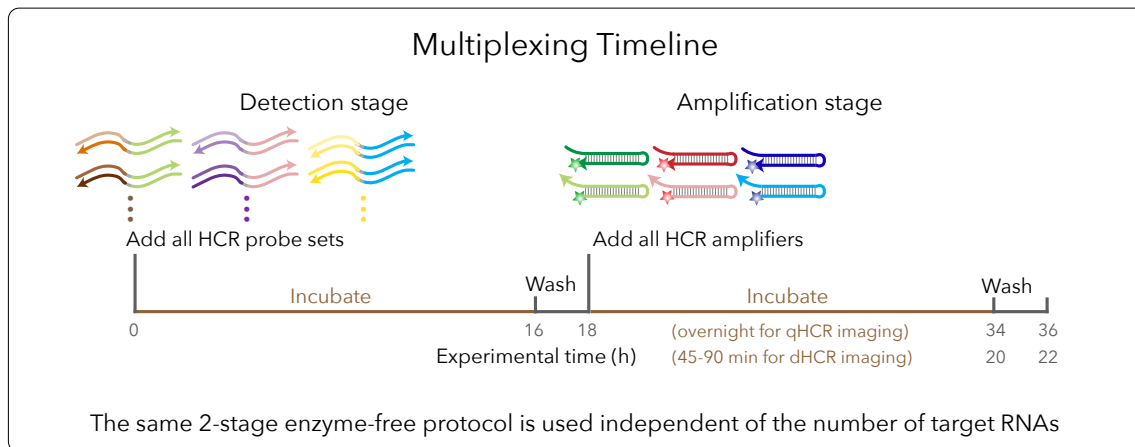 Multiplexing Timeline
Detection stage
Amplification stage
Add all HCR probe sets
Add all HCR amplifiers
Incubate
Wash
Incubate
Wash
0
16
18
(overnight for qHCR imaging)
34
36
Experimental time (h)
(45-90 min for dHCR imaging)
20
22
The same 2-stage enzyme-free protocol is used independent of the number of target RNAs